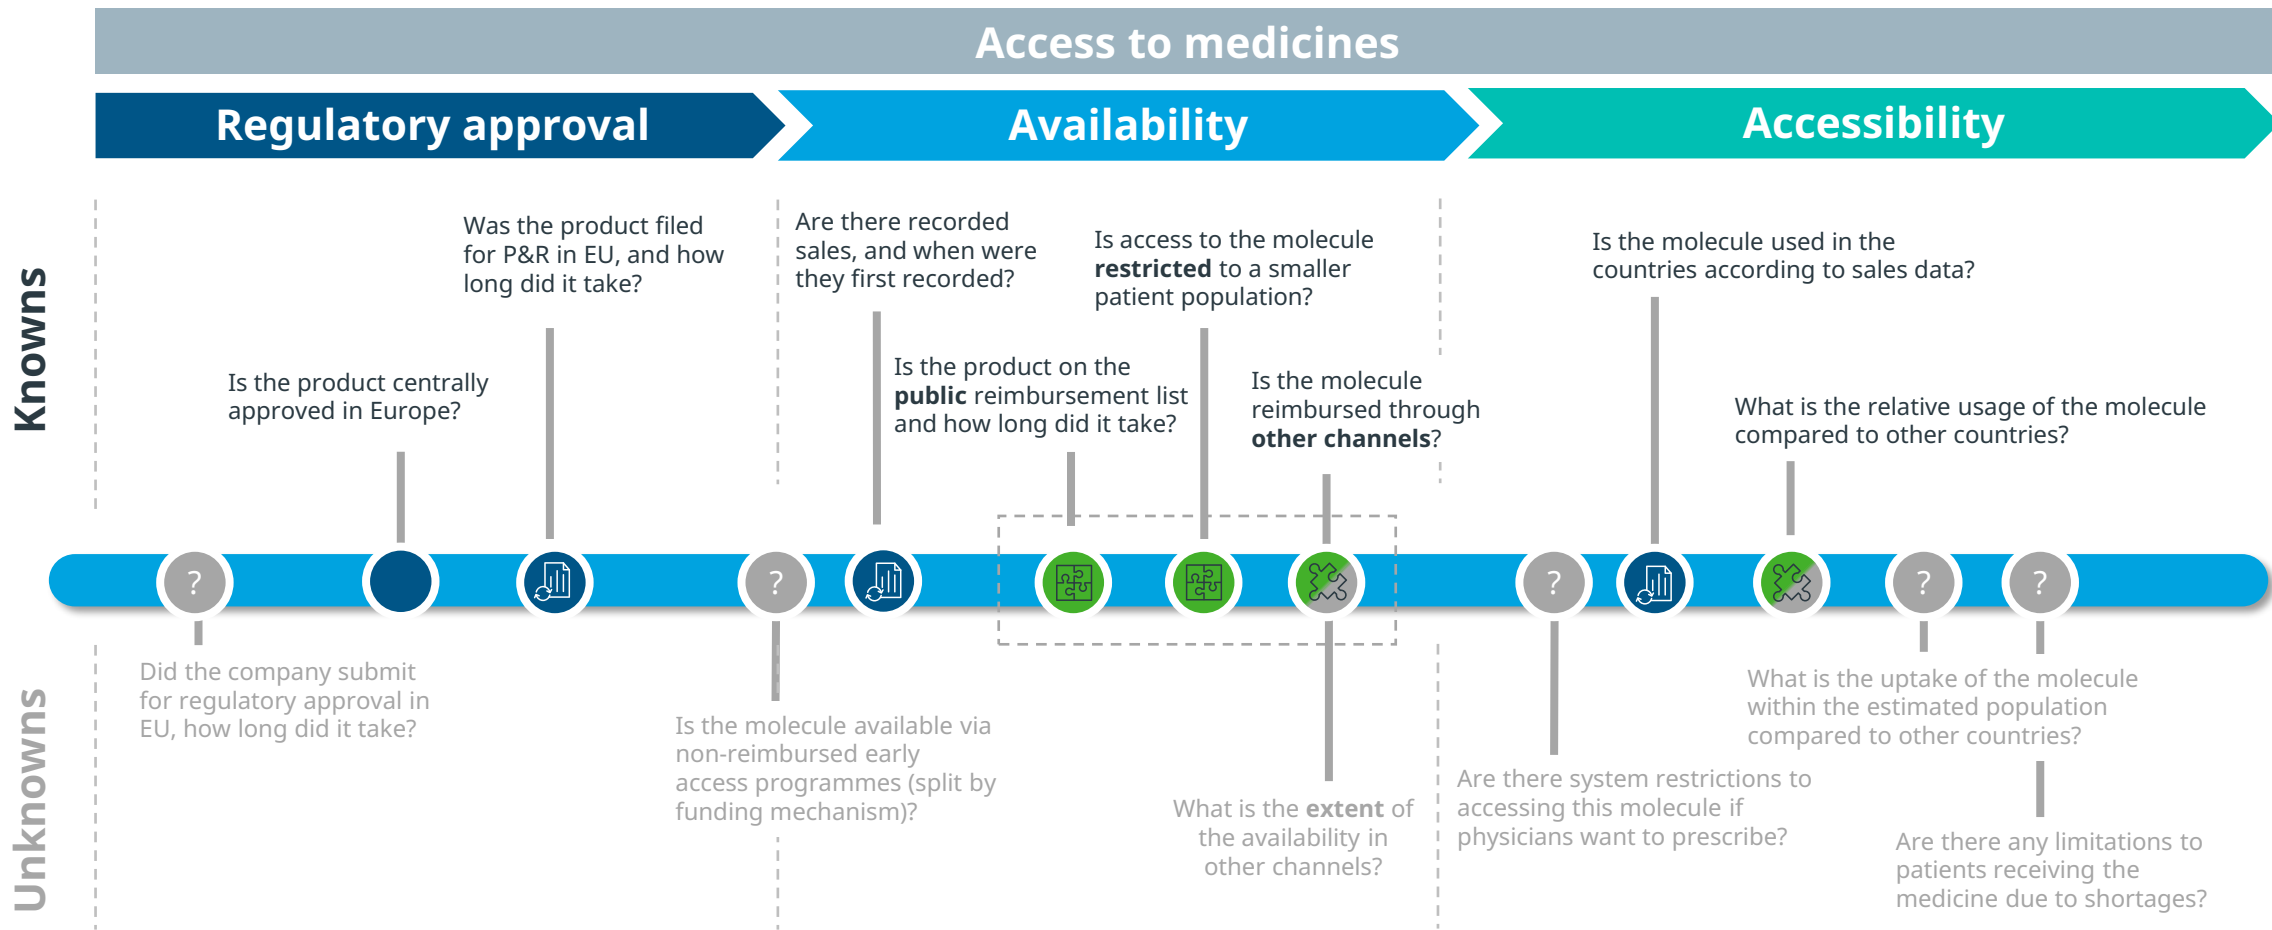 Access to medicines
Regulatory approval
Availability
Accessibility
Knowns
Was the product filed
for P&R in EU, and how
long did it take?
Is the product centrally
approved in Europe?
Are there recorded
sales, and when were
they first recorded?
Is the product on the
public reimbursement list
and how long did it take?
Is access to the molecule
restricted to a smaller
patient population?
Is the molecule
reimbursed through
other channels?
Is the molecule used in the
countries according to sales data?
What is the relative usage of the molecule
compared to other countries?
?
?
?
?
?
Unknowns
Did the company submit
for regulatory approval in
EU, how long did it take?
Is the molecule available via
non-reimbursed early
access programmes (split by
funding mechanism)?
What is the extent of
the availability in
other channels?
Are there system restrictions to
accessing this molecule if
physicians want to prescribe?
What is the uptake of the molecule
within the estimated population
compared to other countries?
Are there any limitations to
patients receiving the
medicine due to shortages?